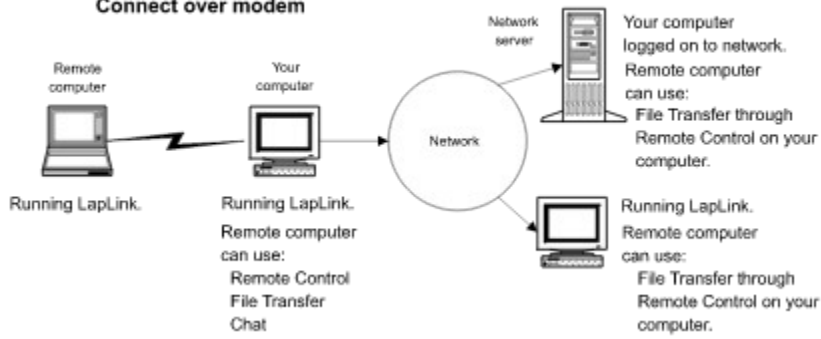 Connect over modem
Remote
computer
Running LapLink.
Your
computer
Running LapLink.
Remote computer
can use:
Remote Control
File Transfer
Chat
Network
Network
server
Your computer
logged on to network.
Remote computer
can use:
File Transfer through
Remote Control on your
computer.
Running LapLink.
Remote computer
can use:
File Transfer through
Remote Control on your
computer.